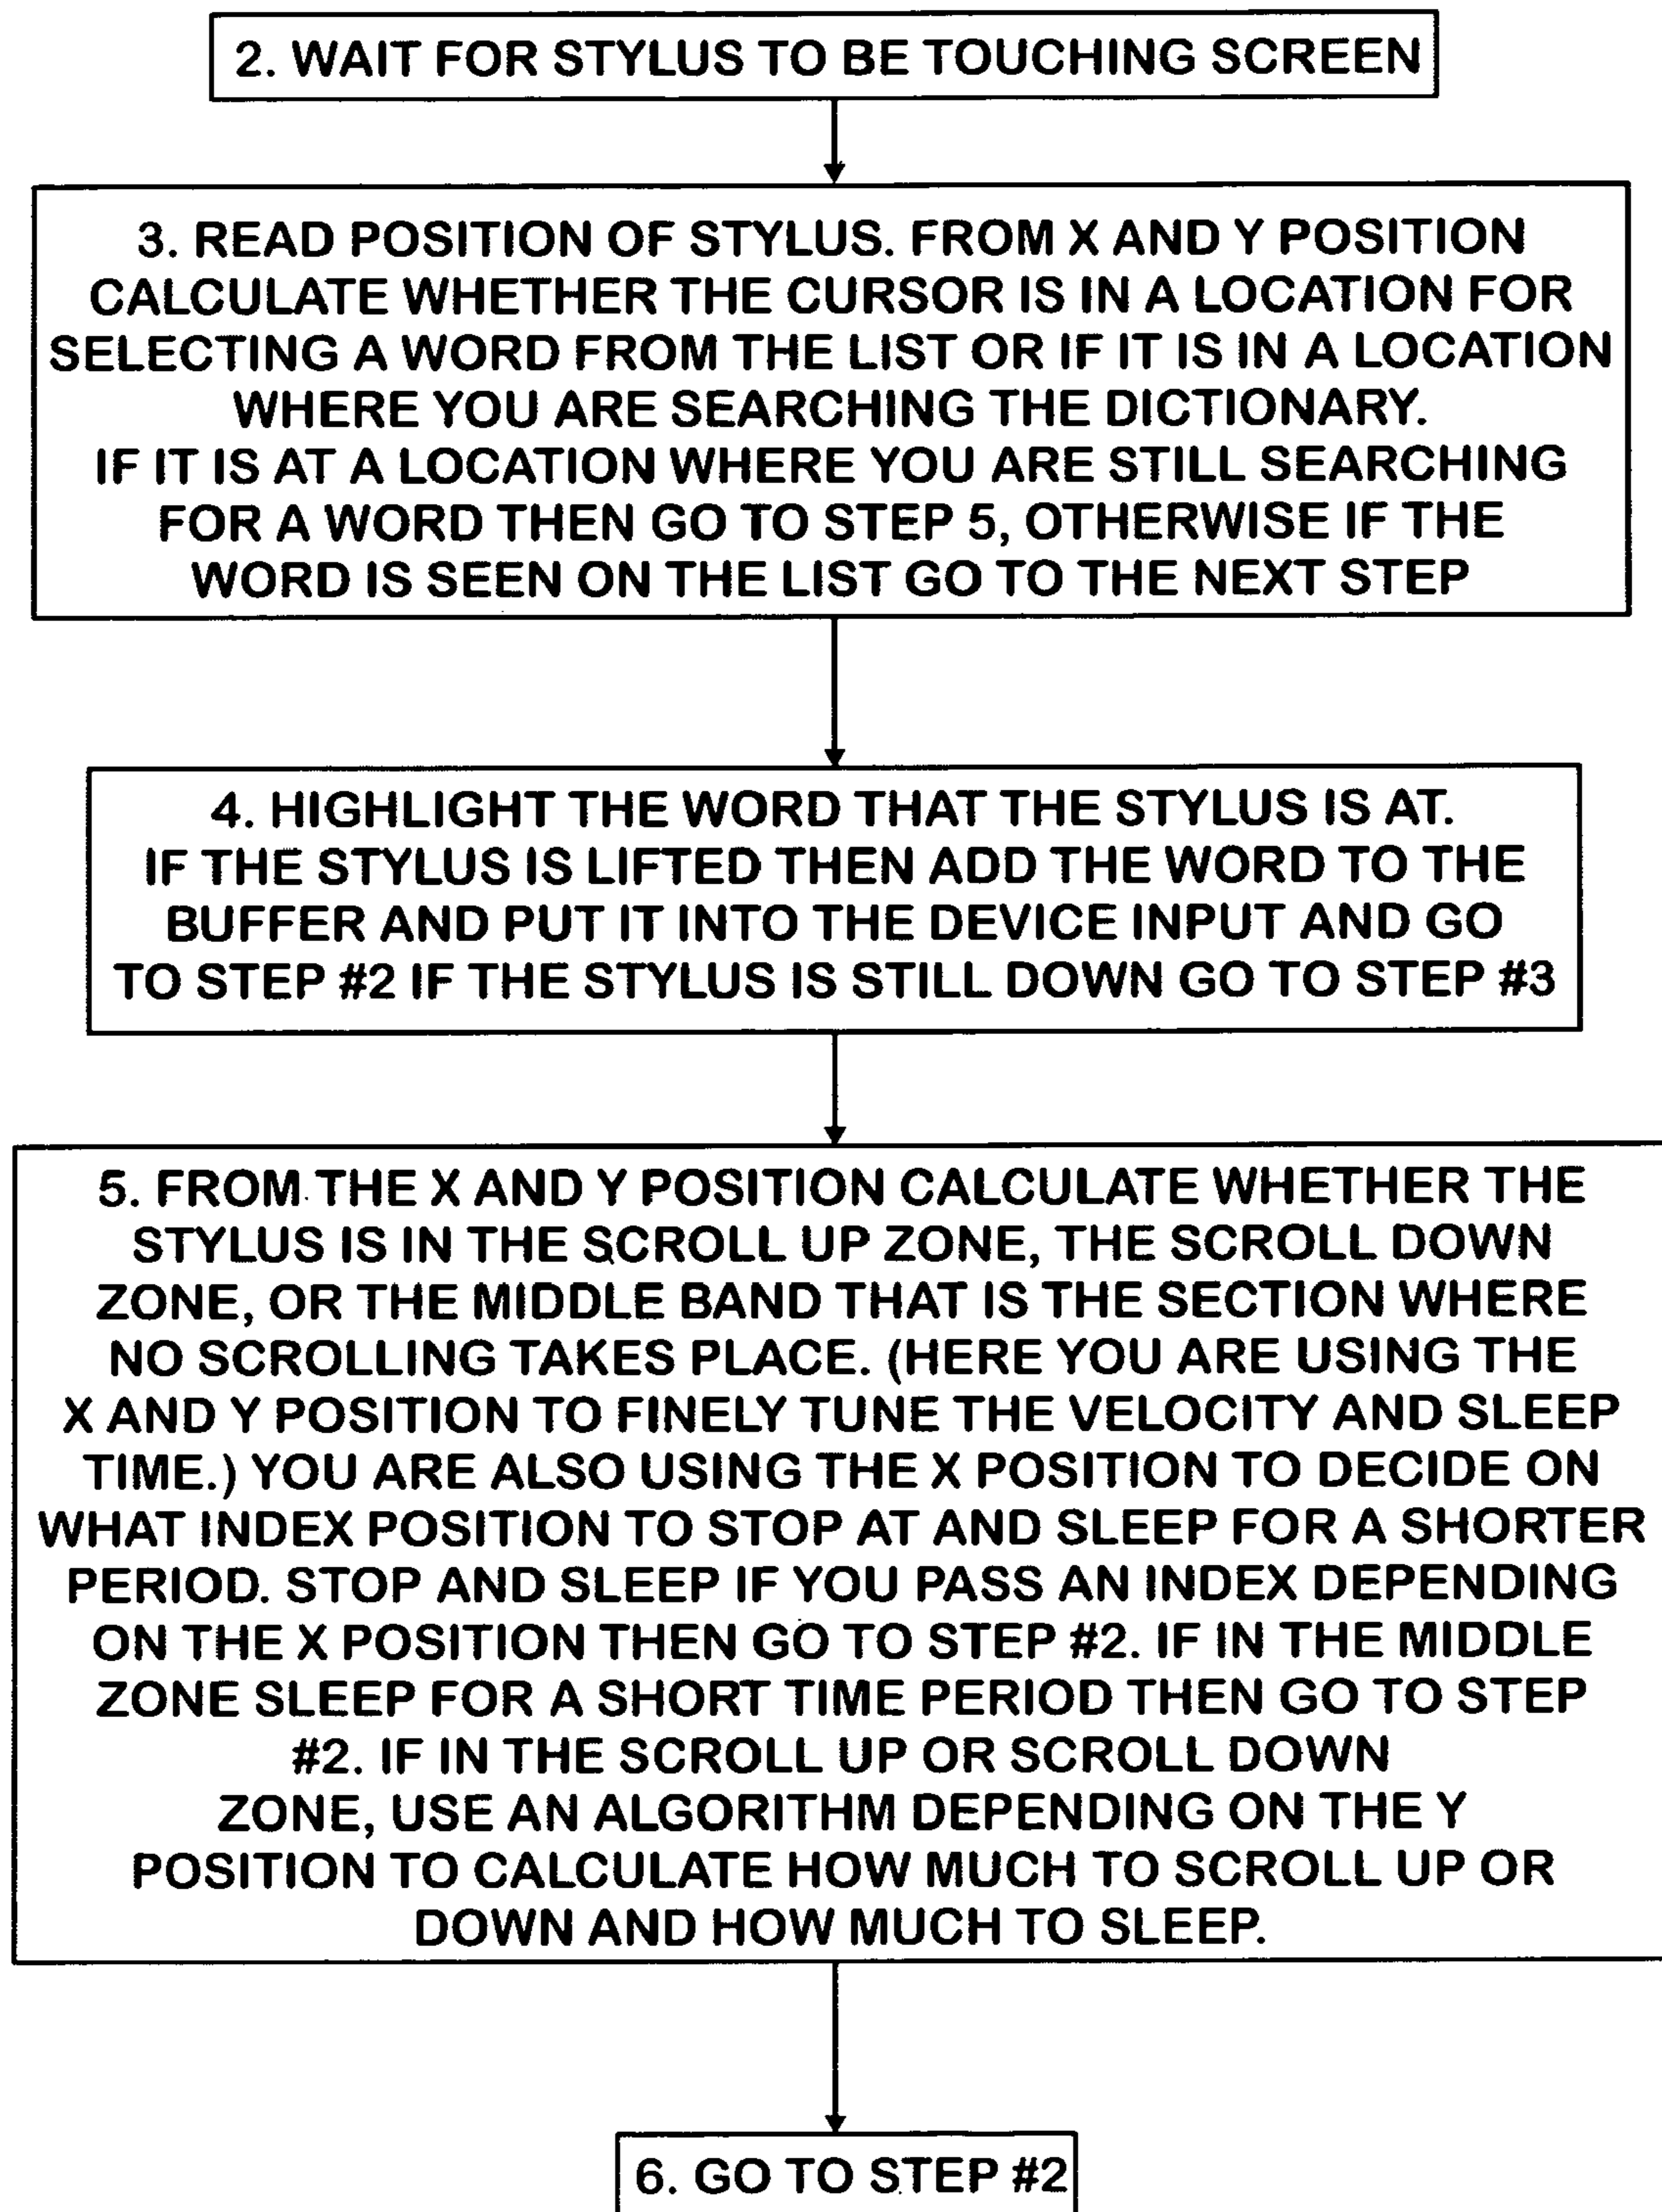 2. WAIT FOR STYLUS TO BE TOUCHING SCREEN
3. READ POSITION OF STYLUS. FROM X AND Y POSITION
CALCULATE WHETHER THE CURSOR IS IN A LOCATION FOR
SELECTING A WORD FROM THE LIST OR IF IT IS IN A LOCATION
WHERE YOU ARE SEARCHING THE DICTIONARY.
IF IT IS AT A LOCATION WHERE YOU ARE STILL SEARCHING
FOR A WORD THEN GO TO STEP 5, OTHERWISE IF THE
WORD IS SEEN ON THE LIST GO TO THE NEXT STEP
4. HIGHLIGHT THE WORD THAT THE STYLUS IS AT.
IF THE STYLUS IS LIFTED THEN ADD THE WORD TO THE
BUFFER AND PUT IT INTO THE DEVICE INPUT AND GO
TO STEP #2 IF THE STYLUS IS STILL DOWN GO TO STEP #3
5. FROM THE X AND Y POSITION CALCULATE WHETHER THE
STYLUS IS IN THE SCROLL UP ZONE, THE SCROLL DOWN
ZONE, OR THE MIDDLE BAND THAT IS THE SECTION WHERE
NO SCROLLING TAKES PLACE. (HERE YOU ARE USING THE
X AND Y POSITION TO FINELY TUNE THE VELOCITY AND SLEEP
TIME.) YOU ARE ALSO USING THE X POSITION TO DECIDE ON
WHAT INDEX POSITION TO STOP AT AND SLEEP FOR A SHORTER
PERIOD. STOP AND SLEEP IF YOU PASS AN INDEX DEPENDING
ON THE X POSITION THEN GO TO STEP #2. IF IN THE MIDDLE
ZONE SLEEP FOR A SHORT TIME PERIOD THEN GO TO STEP
#2. IF IN THE SCROLL UP OR SCROLL DOWN
ZONE, USE AN ALGORITHM DEPENDING ON THE Y
POSITION TO CALCULATE HOW MUCH TO SCROLL UP OR
DOWN AND HOW MUCH TO SLEEP.
6. GO TO STEP #2